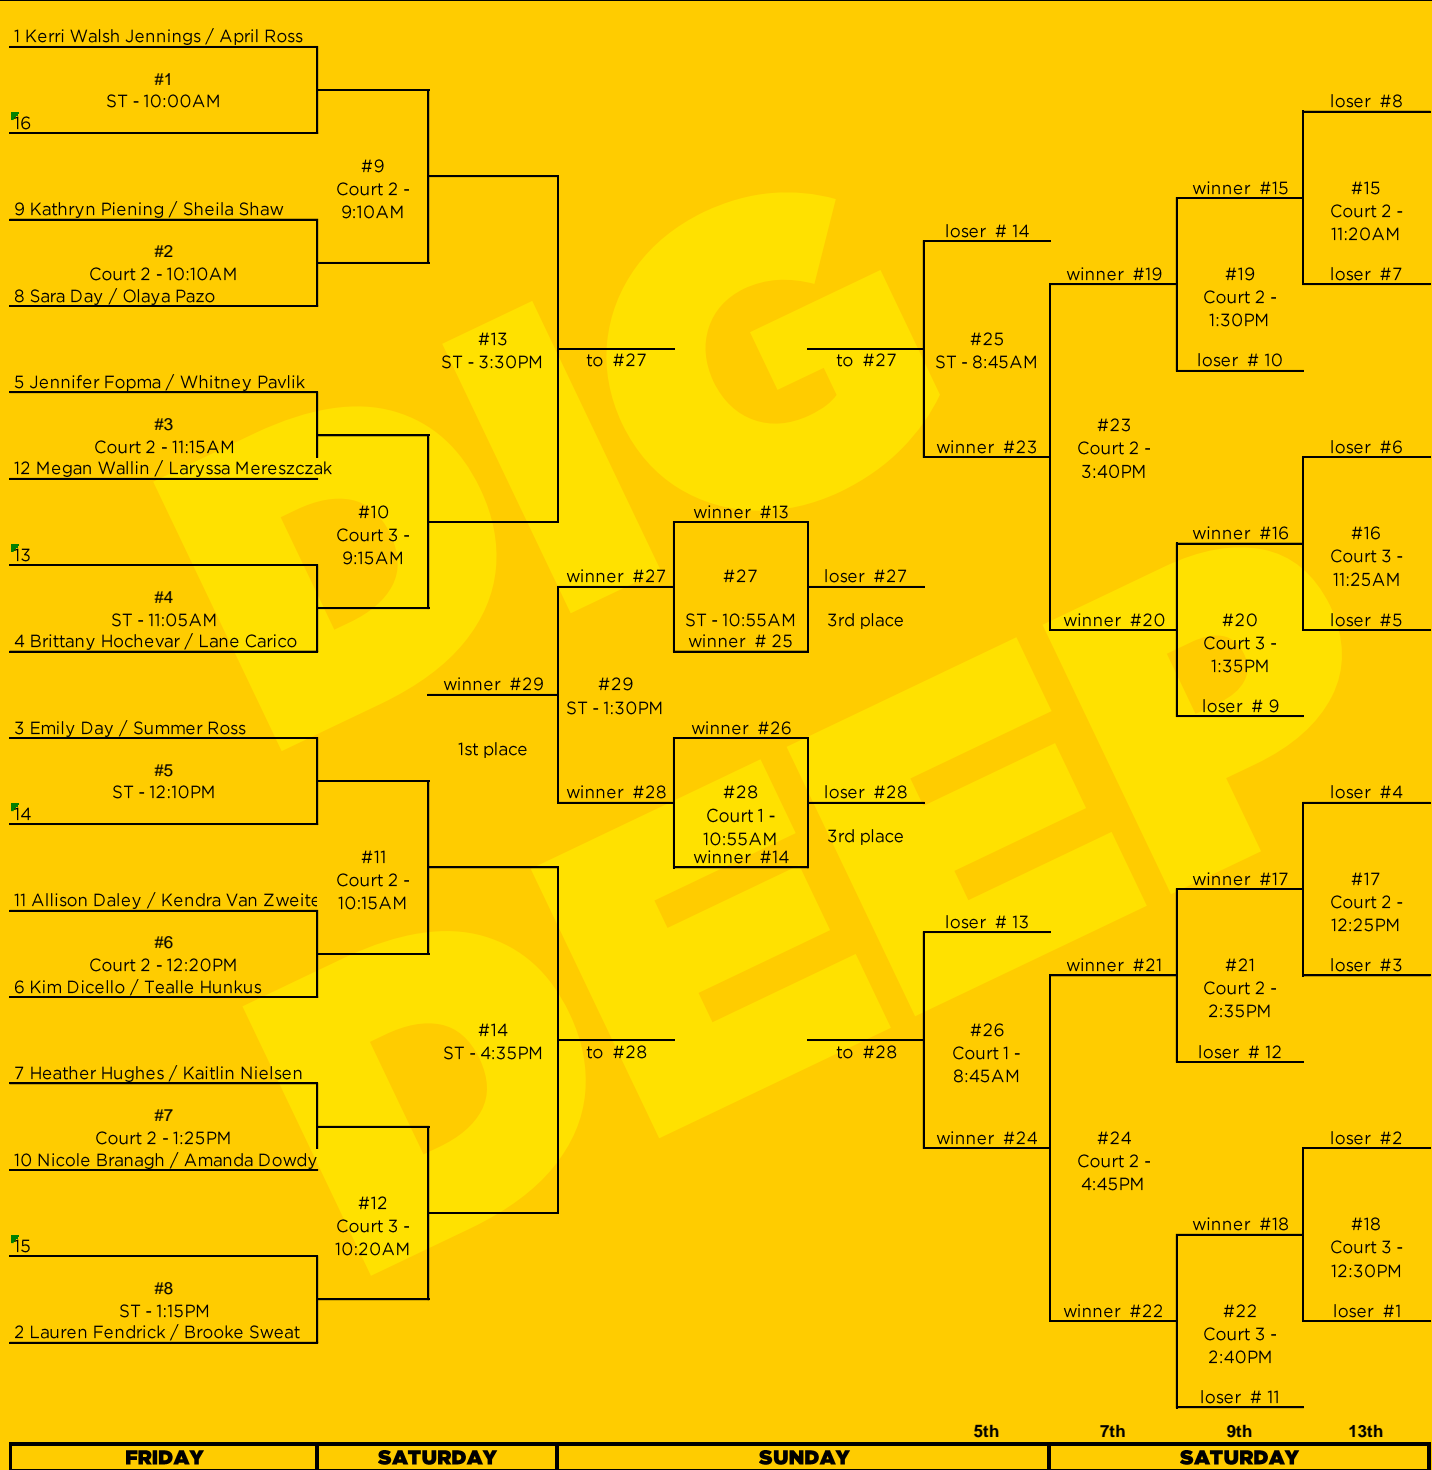 1 Kerri Walsh Jennings / April Ross
#1
ST - 10:00AM
16
9 Kathryn Piening / Sheila Shaw
#2
Court 2 - 10:10AM
8 Sara Day / Olaya Pazo
5 Jennifer Fopma / Whitney Pavlik
#3
Court 2 - 11:15AM
12 Megan Wallin / Laryssa Mereszczak
13
#4
ST - 11:05AM
4 Brittany Hochevar / Lane Carico
3 Emily Day / Summer Ross
#5
ST - 12:10PM
14
11 Allison Daley / Kendra Van Zweite
#6
Court 2 - 12:20PM
6 Kim Dicello / Tealle Hunkus
7 Heather Hughes / Kaitlin Nielsen
#7
Court 2 - 1:25PM
10 Nicole Branagh / Amanda Dowdy
15
#8
ST - 1:15PM
2 Lauren Fendrick / Brooke Sweat
#9
Court 2 -
9:10AM
#10
Court 3 -
9:15AM
#11
Court 2 -
10:15AM
#12
Court 3 -
10:20AM
#13
ST - 3:30PM
winner #29
1st place
#14
ST - 4:35PM
to #27
winner #27
#29
ST - 1:30PM
winner #28
to #28
winner #13
#27
ST - 10:55AM
winner # 25
winner #26
#28
Court 1 -
10:55AM
winner #14
to #27
loser #27
3rd place
loser #28
3rd place
to #28
loser # 14
#25
ST - 8:45AM
winner #23
loser # 13
#26
Court 1 -
8:45AM
winner #24
winner #19
#23
Court 2 -
3:40PM
winner #20
winner #21
#24
Court 2 -
4:45PM
winner #22
winner #15
#19
Court 2 -
1:30PM
loser # 10
winner #16
#20
Court 3 -
1:35PM
loser # 9
winner #17
#21
Court 2 -
2:35PM
loser # 12
winner #18
#22
Court 3 -
2:40PM
loser # 11
loser #8
#15
Court 2 -
11:20AM
loser #7
loser #6
#16
Court 3 -
11:25AM
loser #5
loser #4
#17
Court 2 -
12:25PM
loser #3
loser #2
#18
Court 3 -
12:30PM
loser #1
DIG
DEEP
5th 7th 9th 13th
FRIDAY SATURDAY SUNDAY SATURDAY